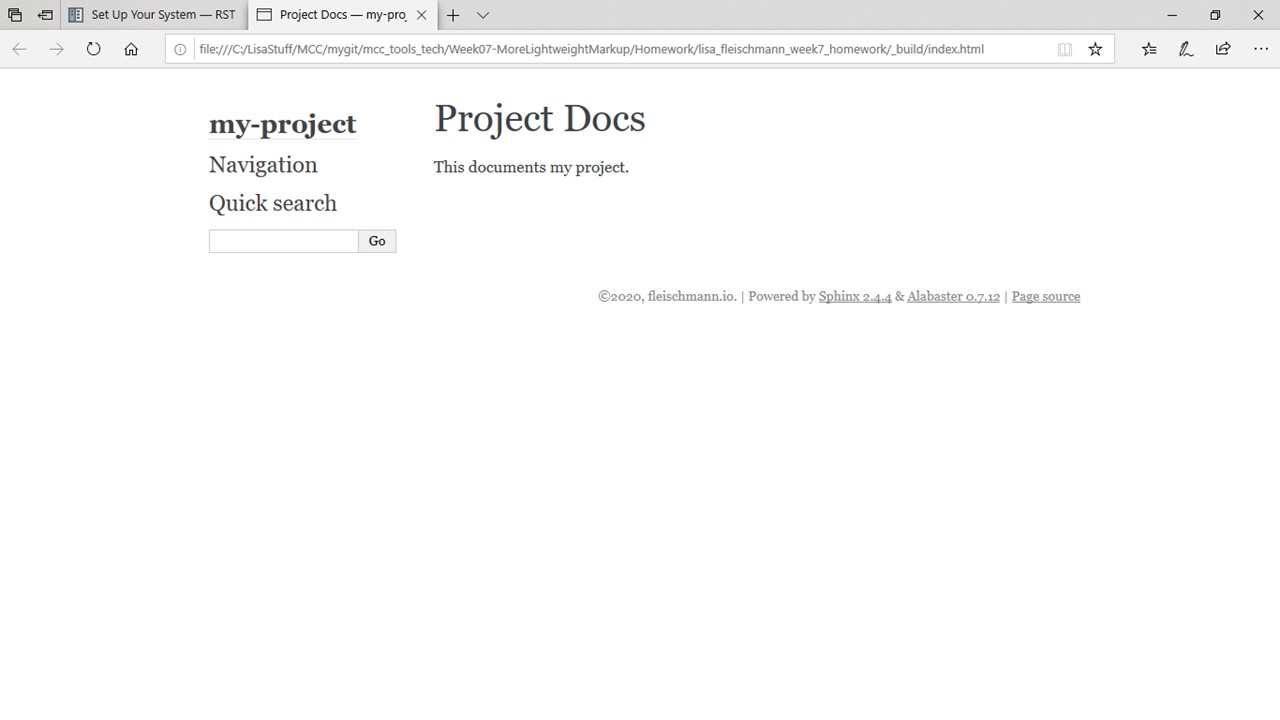 Set Up Your System — RST
Project Docs — my-proj
file:///C:/LisaStuff/MCC/mygit/mcc_tools_tech/Week07-MoreLightweightMarkup/Homework/lisa_fleischmann_week7_homework/_build/index.html
my-project
Navigation
Quick search
Go
Project Docs
This documents my project.
©2020, fleischmann.io. | Powered by Sphinx 2.4.4 & Alabaster 0.7.12 | Page source